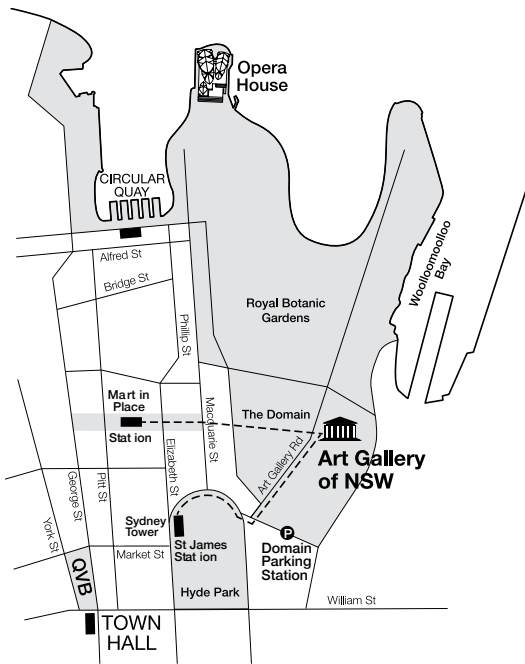 Opera
House
CIRCULAR
QUAY
Alfred St
Bridge St
Woolloomoolloo
Bay
Royal Botanic
Gardens
Phillip St
Mart in
Place
Stat ion
Macquarie St
The Domain
Art Gallery Rd
Art Gallery
of NSW
Elizabeth St
George St
Pitt St
York St
Sydney
Tower
St James
Stat ion
Market St
P
Domain
Parking
Station
QVB
Hyde Park
William St
TOWN
HALL